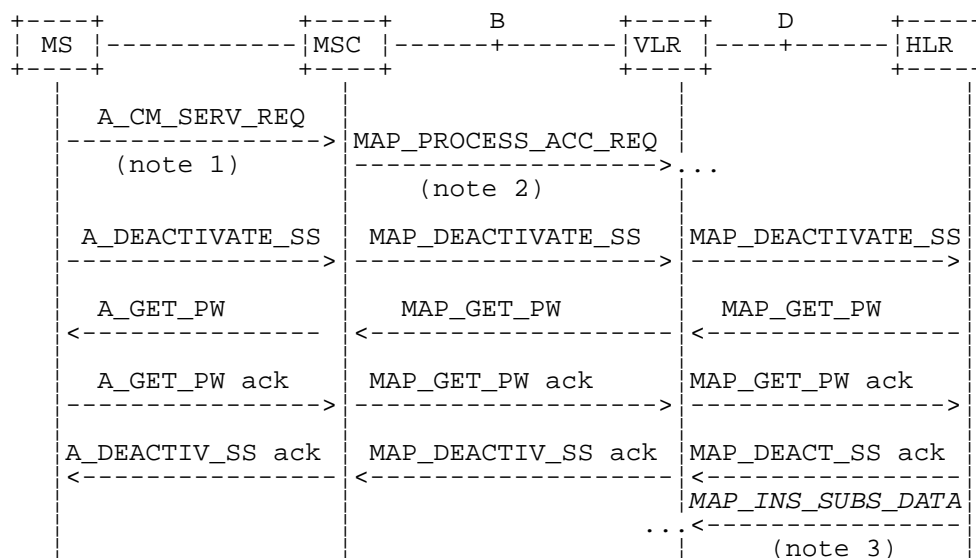 B D
MS MSC VLR HLR
A_CM_SERV_REQ
MAP_PROCESS_ACC_REQ
(note 1) ...
(note 2)
A_DEACTIVATE_SS MAP_DEACTIVATE_SS MAP_DEACTIVATE_SS
A_GET_PW MAP_GET_PW MAP_GET_PW
A_GET_PW ack MAP_GET_PW ack MAP_GET_PW ack
A_DEACTIV_SS ack MAP_DEACTIV_SS ack MAP_DEACT_SS ack
MAP_INS_SUBS_DATA
...
(note 3)